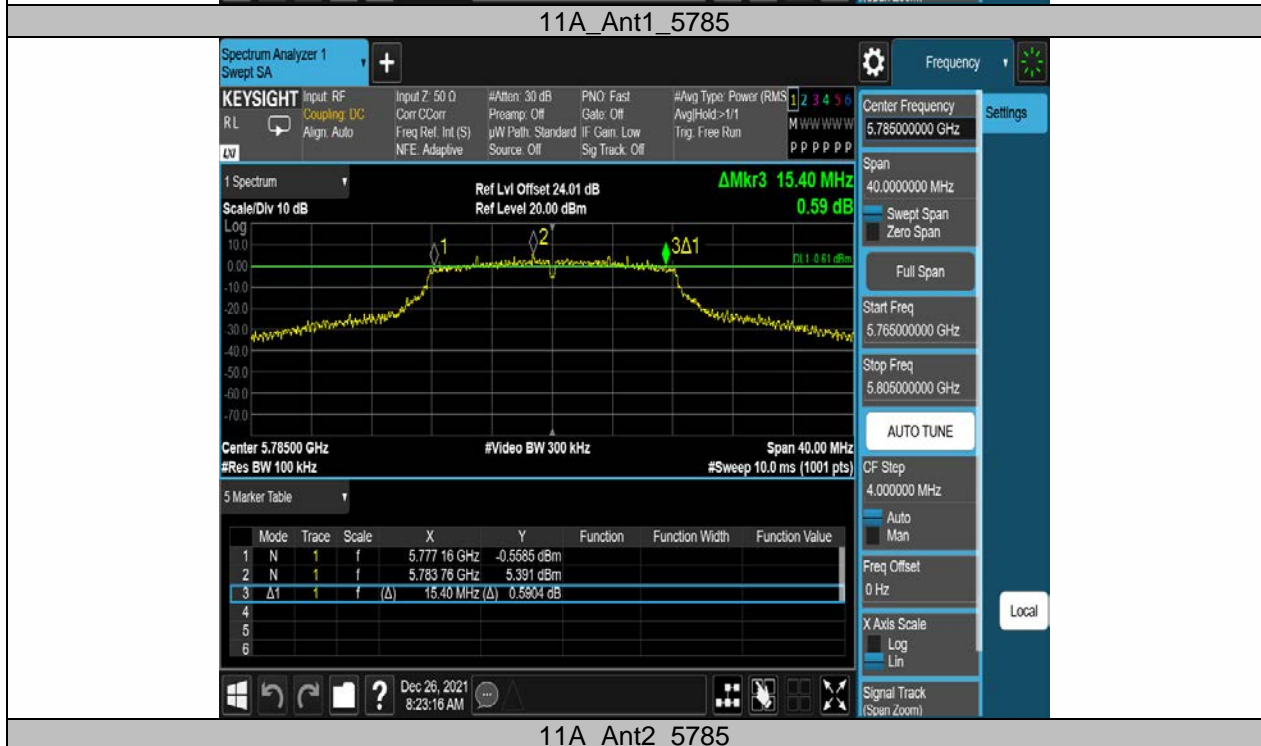 11A_Ant1_5785
Spectrum Analyzer 1
Swept SA
Frequency
KEYSIGHT
RL
LXI
Input: RF
Coupling: DC
Align: Auto
Input Z: 50 Ω
Corr CCorr
Freq Ref: Int (S)
NFE: Adaptive
#Atten: 30 dB
Preamp: Off
µW Path: Standard
Source: Off
PNO: Fast
Gate: Off
IF Gain: Low
Sig Track: Off
#Avg Type: Power (RMS
Avg|Hold:>1/1
Trig: Free Run
1 2 3 4 5 6
M W W W W W
P P P P P P
Center Frequency
5.785000000 GHz
Settings
Span
40.0000000 MHz
Swept Span
Zero Span
Full Span
Start Freq
5.765000000 GHz
Stop Freq
5.805000000 GHz
AUTO TUNE
CF Step
4.000000 MHz
Auto
Man
Freq Offset
0 Hz
X Axis Scale
Log
Lin
Signal Track
(Span Zoom)
Local
1 Spectrum
Scale/Div 10 dB
Ref Lvl Offset 24.01 dB
Ref Level 20.00 dBm
ΔMkr3 15.40 MHz
0.59 dB
Log
10.0
0.00
-10.0
-20.0
-30.0
-40.0
-50.0
-60.0
-70.0
1
2
3Δ1
DL1 -0.61 dBm
Center 5.78500 GHz
#Video BW 300 kHz
Span 40.00 MHz
#Res BW 100 kHz
#Sweep 10.0 ms (1001 pts)
5 Marker Table
Mode Trace Scale X Y Function Function Width Function Value
1 N 1 f 5.777 16 GHz -0.5585 dBm
2 N 1 f 5.783 76 GHz 5.391 dBm
3 Δ1 1 f (Δ) 15.40 MHz (Δ) 0.5904 dB
4
5
6
Dec 26, 2021
8:23:16 AM
11A_Ant2_5785